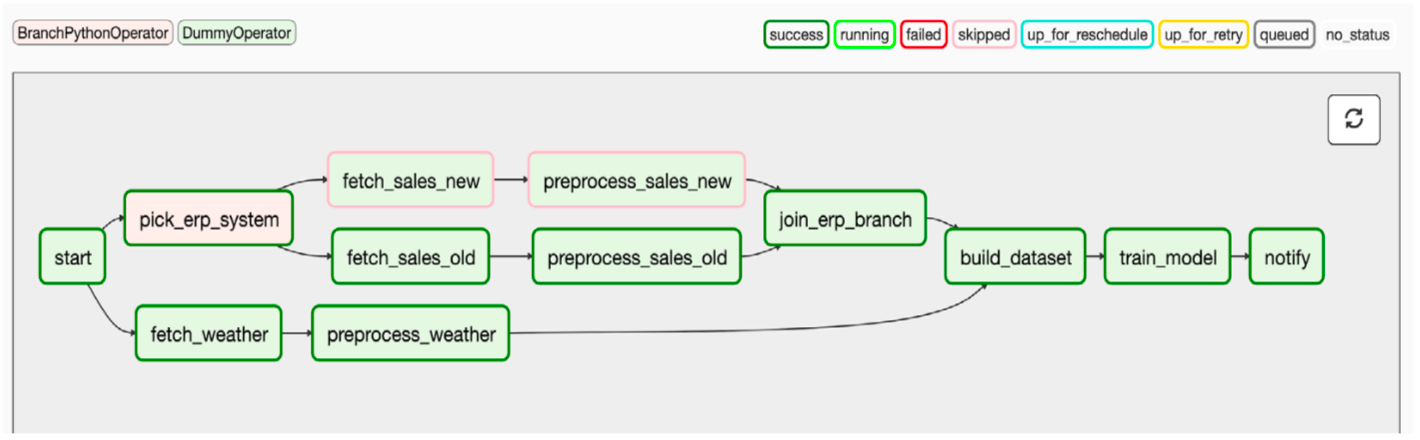 BranchPythonOperator DummyOperator success running failed skipped up_for_reschedule up_for_retry queued no_status
fetch_sales_new preprocess_sales_new
pick_erp_system join_erp_branch
start fetch_sales_old preprocess_sales_old build_dataset train_model notify
fetch_weather preprocess_weather